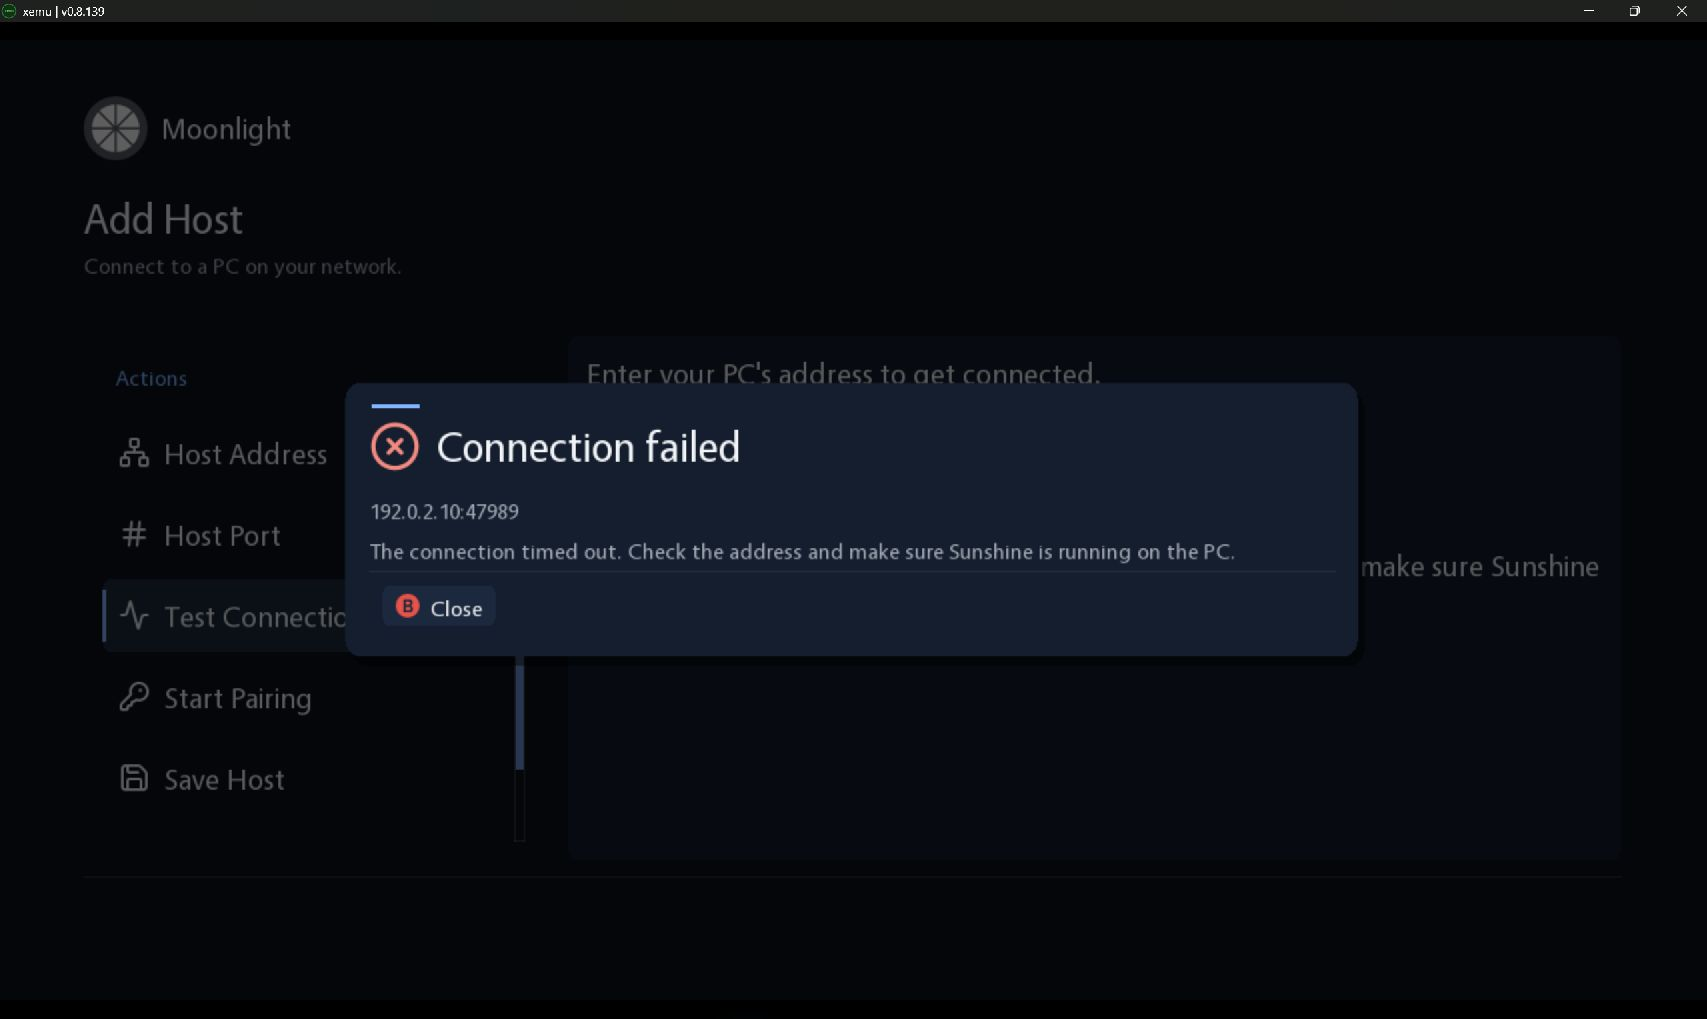 xemu | v0.8.139
Moonlight
Add Host
Connect to a PC on your network.
Actions
Host Address
Host Port
Test Connectio
Start Pairing
Save Host
Enter your PC's address to get connected.
make sure Sunshine
Connection failed
192.0.2.10:47989
The connection timed out. Check the address and make sure Sunshine is running on the PC.
B Close